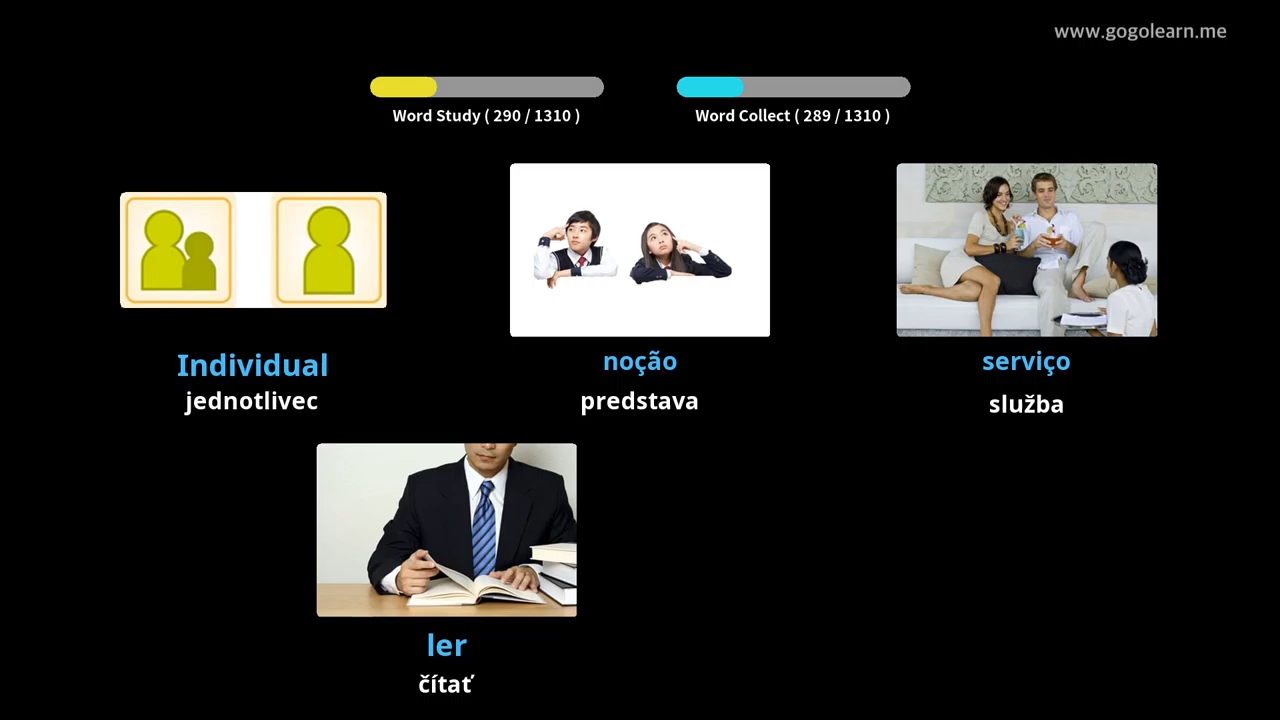 www.gogolearn.me
Word Study ( 290 / 1310 )
Word Collect ( 289 / 1310 )
Individual
jednotlivec
noção
predstava
serviço
služba
ler
čítať